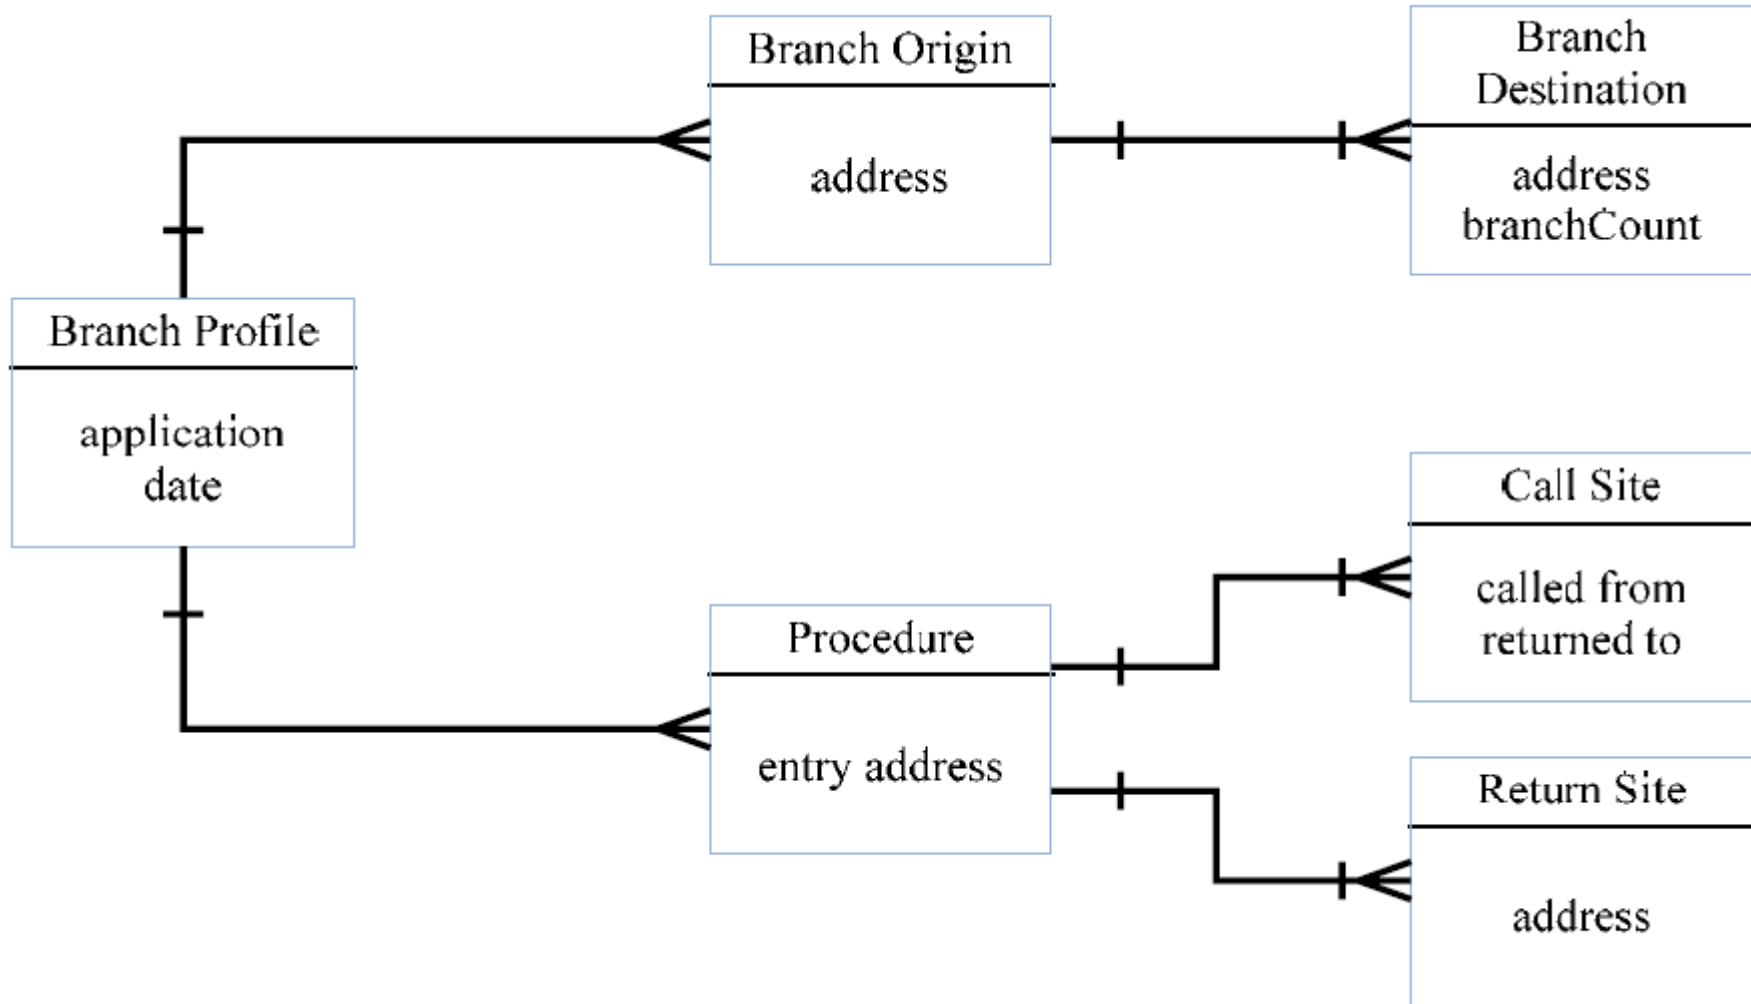 Branch Origin
address
Branch
Destination
address
branchCount
Branch Profile
application
date
Call Site
called from
returned to
Procedure
entry address
Return Site
address